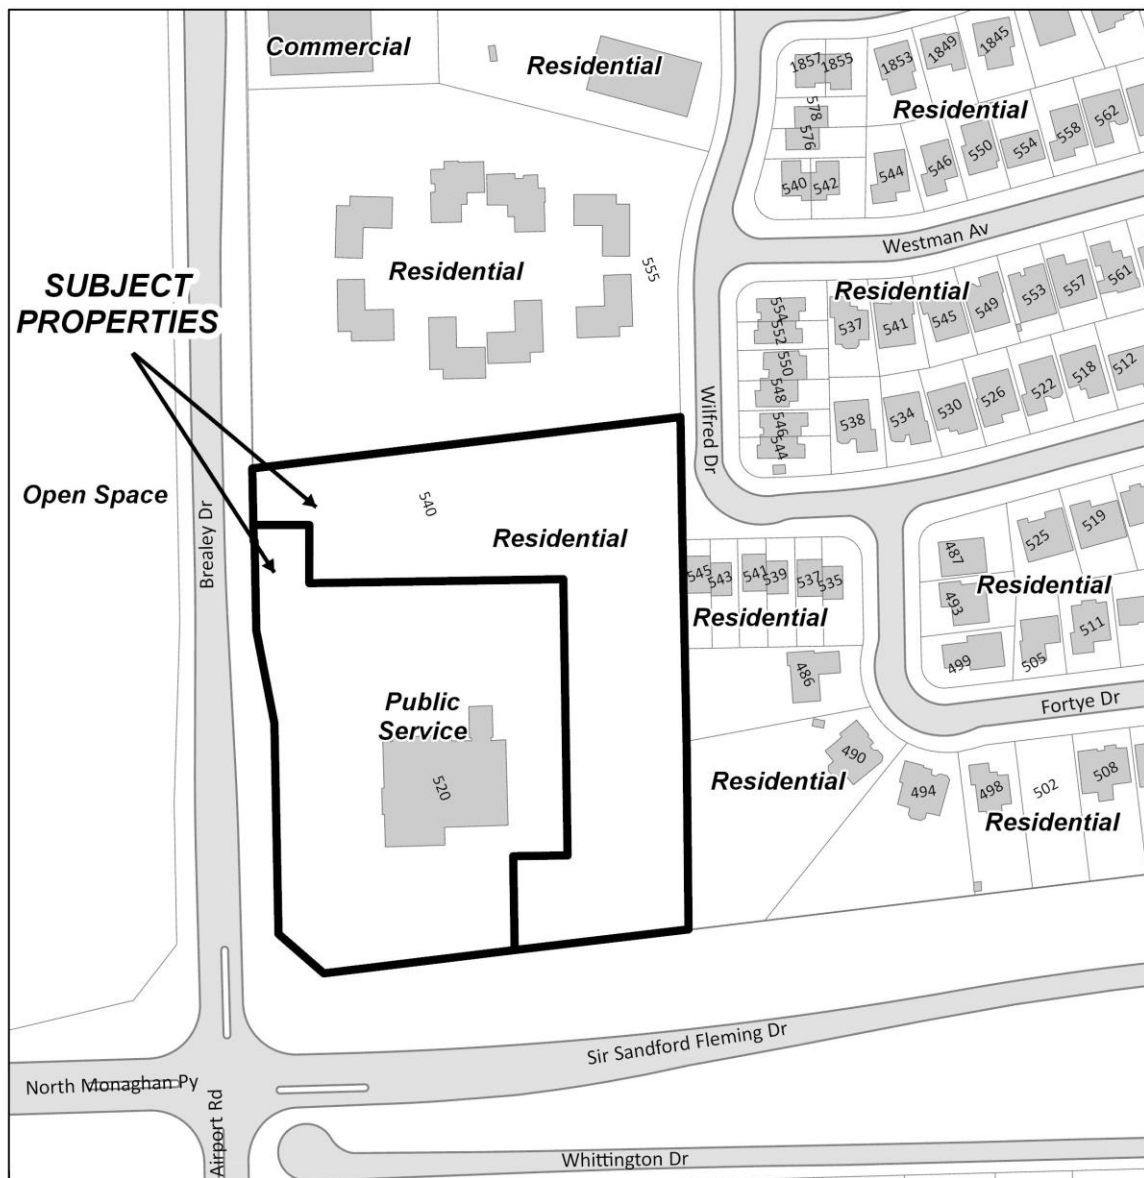 Commercial
Residential
1857
1855
1853
1849
1845
578
576
Residential
540
542
544
546
550
554
558
562
Westman Av
Residential
555
SUBJECT
PROPERTIES
Residential
554
552
550
548
546
544
537
541
545
549
553
557
561
538
534
530
526
522
518
512
Wilfred Dr
Open Space
Brealey Dr
540
Residential
545
543
541
539
537
535
Residential
487
493
499
525
519
Residential
505
511
486
Fortye Dr
Public
Service
520
490
Residential
494
498
502
508
Residential
Sir Sandford Fleming Dr
North Monaghan Py
Airport Rd
Whittington Dr